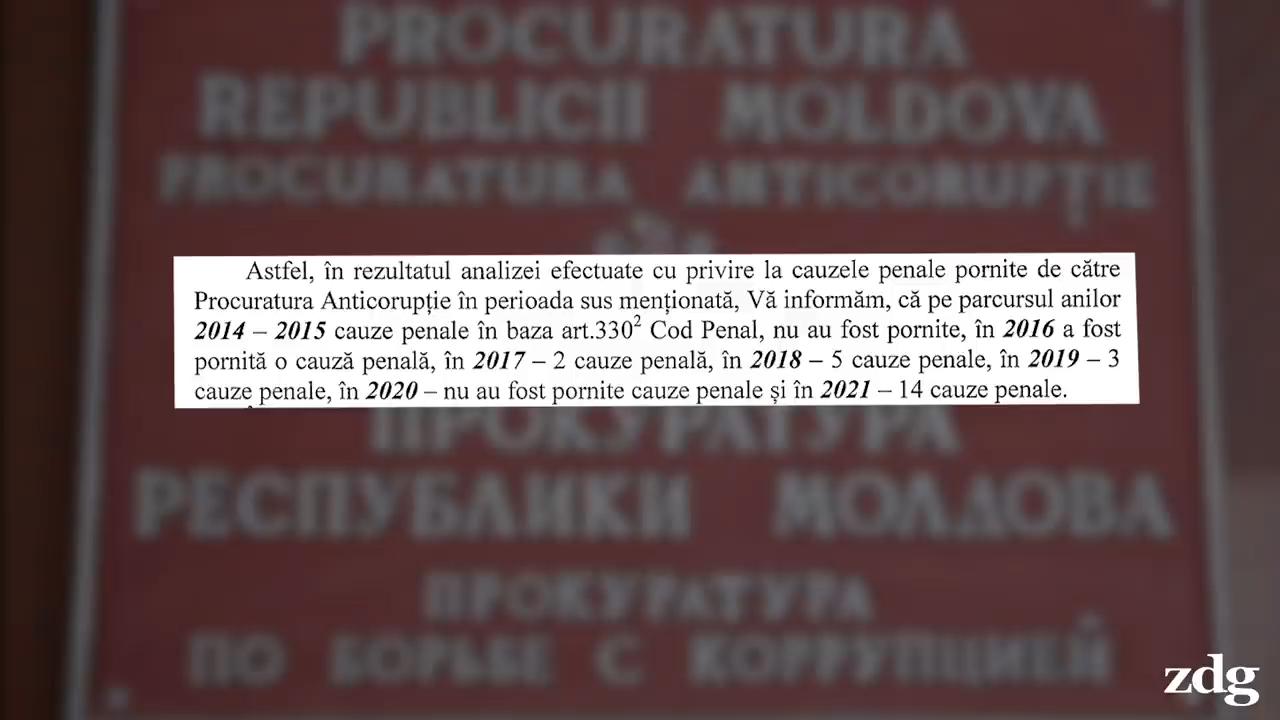 PROCURATURA
REPUBLICII MOLDOVA
PROCURATURA ANTICORUPȚIE
Astfel, în rezultatul analizei efectuate cu privire la cauzele penale pornite de către
Procuratura Anticorupție în perioada sus menționată, Vă informăm, că pe parcursul anilor
2014 – 2015 cauze penale în baza art.330² Cod Penal, nu au fost pornite, în 2016 a fost
pornită o cauză penală, în 2017 – 2 cauze penală, în 2018 – 5 cauze penale, în 2019 – 3
cauze penale, în 2020 – nu au fost pornite cauze penale și în 2021 – 14 cauze penale.
ПРОКУРАТУРА
РЕСПУБЛИКИ МОЛДОВА
ПРОКУРАТУРА
ПО БОРЬБЕ С КОРРУПЦИЕЙ
zdg